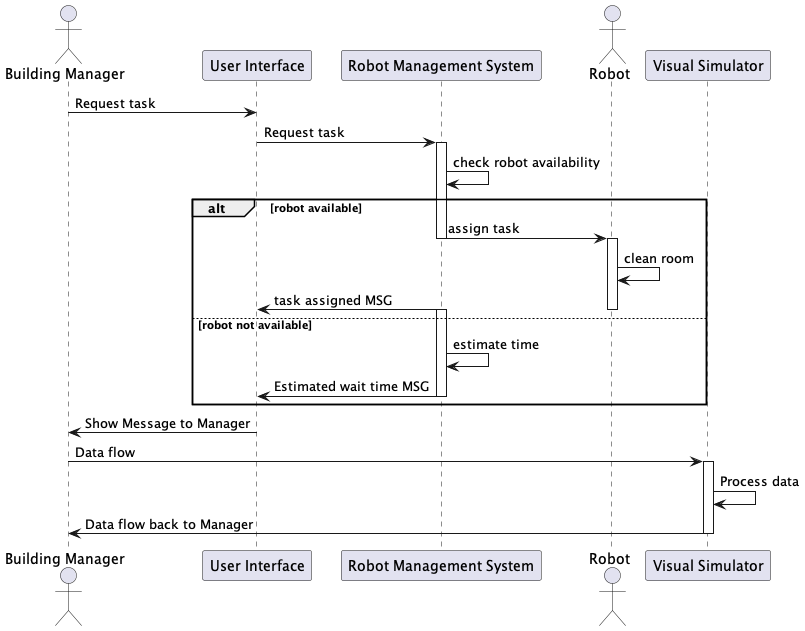 Building Manager
User Interface
Robot Management System
Robot
Visual Simulator
Request task
Request task
check robot availability
alt
[robot available]
assign task
clean room
task assigned MSG
[robot not available]
estimate time
Estimated wait time MSG
Show Message to Manager
Data flow
Process data
Data flow back to Manager
Building Manager
User Interface
Robot Management System
Robot
Visual Simulator